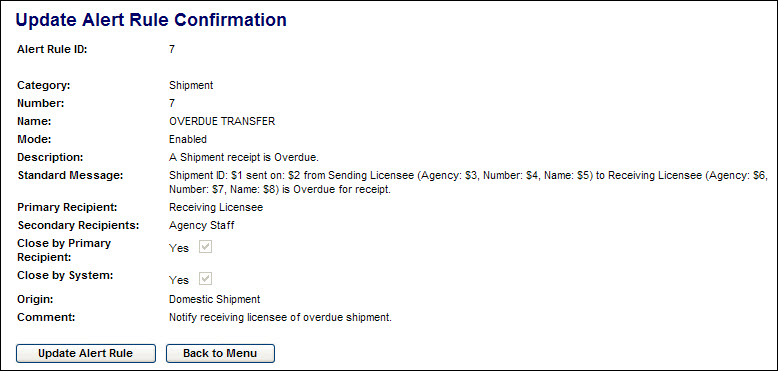 Update Alert Rule Confirmation
Alert Rule ID: 7
Category: Shipment
Number: 7
Name: OVERDUE TRANSFER
Mode: Enabled
Description: A Shipment receipt is Overdue.
Standard Message: Shipment ID: $1 sent on: $2 from Sending Licensee (Agency: $3, Number: $4, Name: $5) to Receiving Licensee (Agency: $6,
Number: $7, Name: $8) is Overdue for receipt.
Primary Recipient: Receiving Licensee
Secondary Recipients: Agency Staff
Close by Primary
Recipient: Yes
Close by System: Yes
Origin: Domestic Shipment
Comment: Notify receiving licensee of overdue shipment.
Update Alert Rule Back to Menu